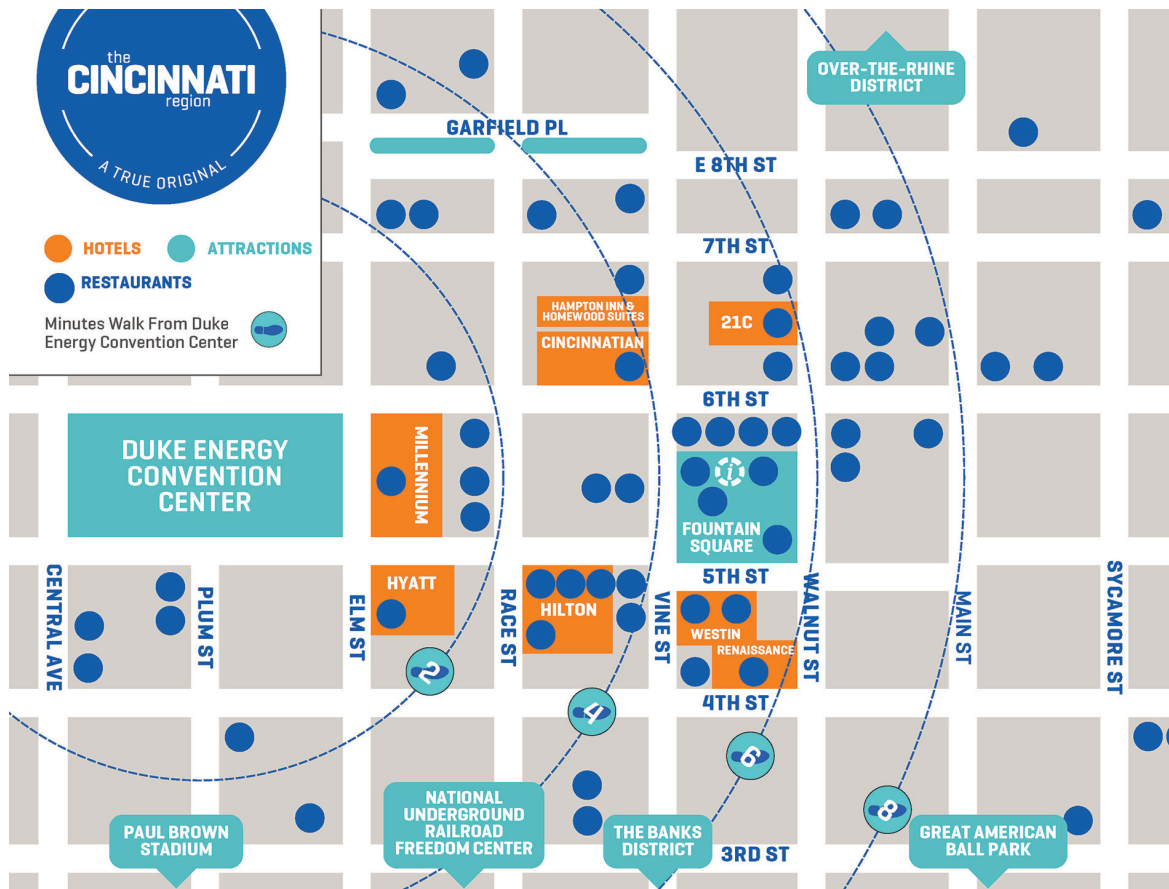 the
CINCINNATI
region
A TRUE ORIGINAL
HOTELS
ATTRACTIONS
RESTAURANTS
Minutes Walk From Duke
Energy Convention Center
OVER-THE-RHINE
DISTRICT
GARFIELD PL
E 8TH ST
7TH ST
HAMPTON INN &
HOMEWOOD SUITES
CINCINNATIAN
21C
6TH ST
DUKE ENERGY
CONVENTION
CENTER
MILLENNIUM
i
FOUNTAIN
SQUARE
5TH ST
CENTRAL AVE
PLUM ST
ELM ST
HYATT
RACE ST
HILTON
VINE ST
WESTIN
RENAISSANCE
WALNUT ST
MAIN ST
SYCAMORE ST
4TH ST
2
4
6
8
PAUL BROWN
STADIUM
NATIONAL
UNDERGROUND
RAILROAD
FREEDOM CENTER
THE BANKS
DISTRICT
3RD ST
GREAT AMERICAN
BALL PARK